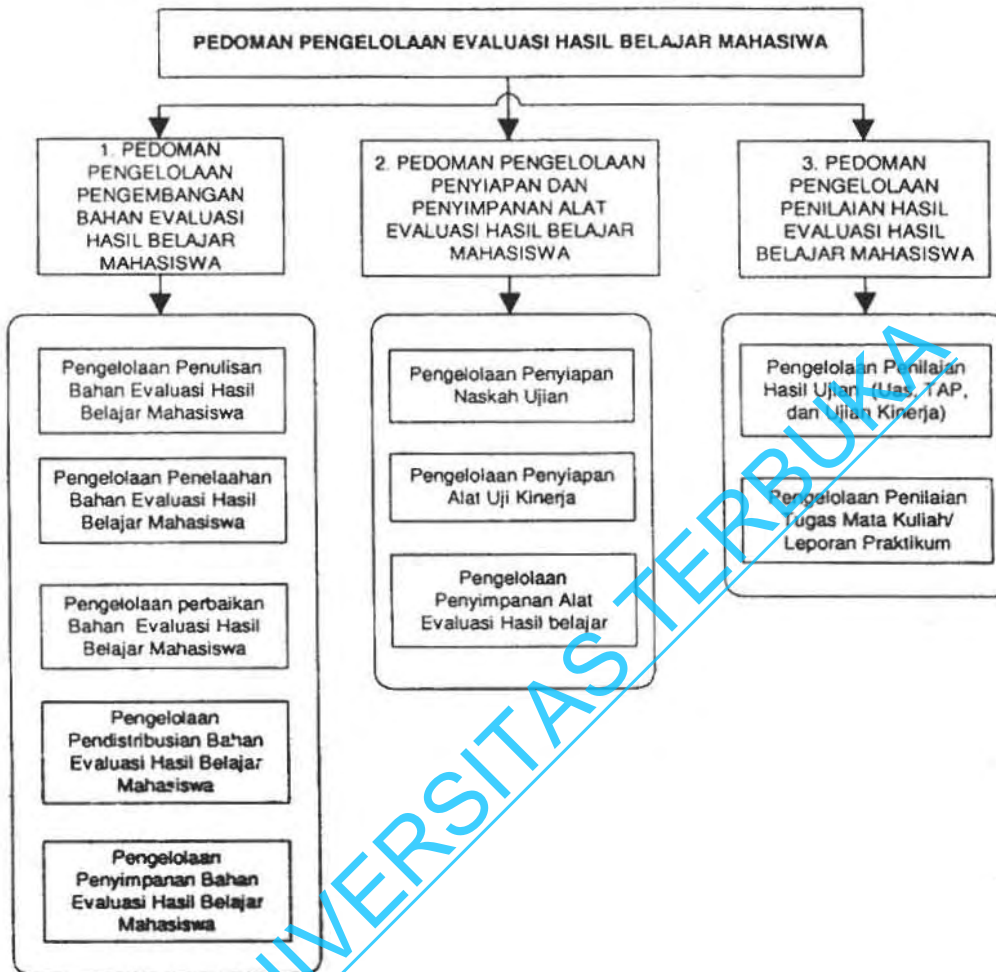 PEDOMAN PENGELOLAAN EVALUASI HASIL BELAJAR MAHASIWA
1. PEDOMAN
PENGELOLAAN
PENGEMBANGAN
BAHAN EVALUASI
HASIL BELAJAR
MAHASISWA
2. PEDOMAN PENGELOLAAN
PENYIAPAN DAN
PENYIMPANAN ALAT
EVALUASI HASIL BELAJAR
MAHASISWA
3. PEDOMAN
PENGELOLAAN
PENILAIAN HASIL
EVALUASI HASIL
BELAJAR MAHASISWA
Pengelolaan Penulisan
Bahan Evaluasi Hasil
Belajar Mahasiswa
Pengelolaan Penelaahan
Bahan Evaluasi Hasil
Belajar Mahasiswa
Pengelolaan perbaikan
Bahan Evaluasi Hasil
Belajar Mahasiswa
Pengelolaan
Pendistribusian Bahan
Evaluasi Hasil Belajar
Mahasiswa
Pengelolaan
Penyimpanan Bahan
Evaluasi Hasil Belajar
Mahasiswa
Pengelolaan Penyiapan
Naskah Ujian
Pengelolaan Penyiapan
Alat Uji Kinerja
Pengelolaan
Penyimpanan Alat
Evaluasi Hasil belajar
Pengelolaan Penilaian
Hasil Ujian (Uas, TAP,
dan Ujian Kinerja)
Pengelolaan Penilaian
Tugas Mata Kuliah/
Leporan Praktikum
UNIVERSITAS TERBUKA